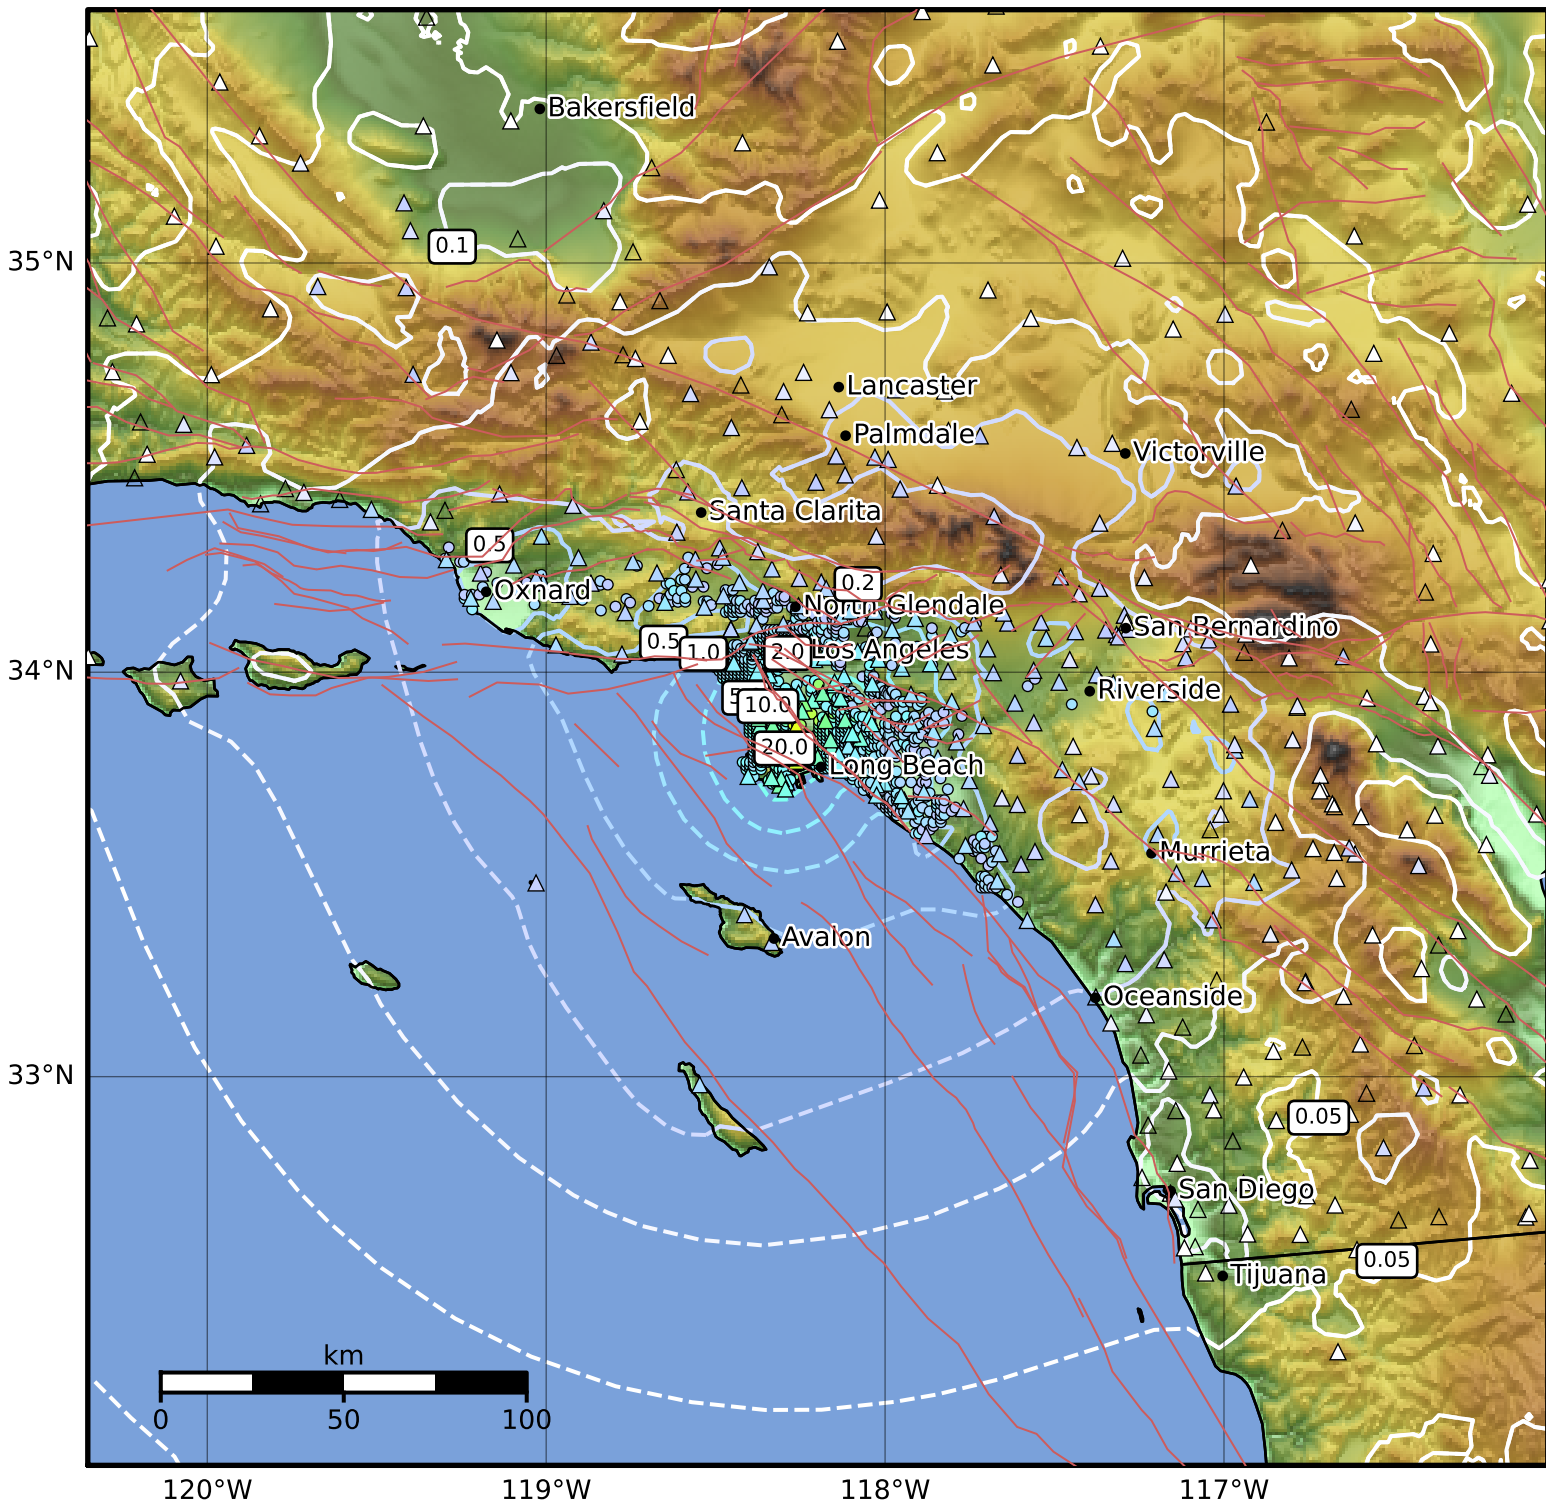 Bakersfield
0.1
35°N
Lancaster
Palmdale
Victorville
Santa Clarita
0.5
0.2
Oxnard
North Glendale
San Bernardino
0.5
1.0
2.0
Los Angeles
34°N
Riverside
5
10.0
20.0
Long Beach
Murrieta
Avalon
Oceanside
33°N
0.05
San Diego
0.05
Tijuana
km
0 50 100
120°W 119°W 118°W 117°W